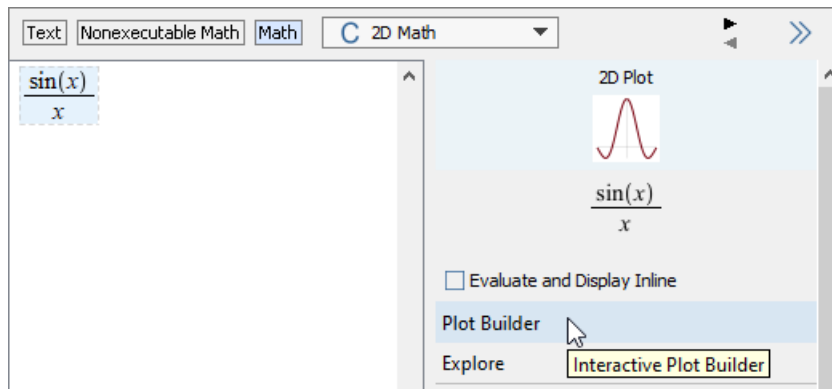 Text Nonexecutable Math Math C 2D Math
sin(x)
x
2D Plot
sin(x)
x
Evaluate and Display Inline
Plot Builder
Explore
Interactive Plot Builder